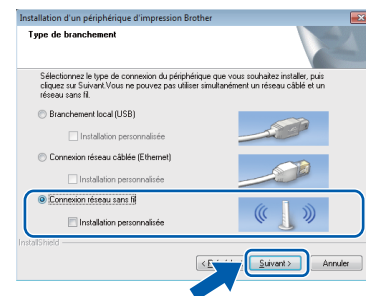 Installation d'un périphérique d'impression Brother
Type de branchement
Sélectionnez le type de connexion du périphérique que vous souhaitez installer, puis
cliquez sur Suivant.Vous ne pouvez pas utiliser simultanément un réseau câblé et un
réseau sans fil.
Branchement local (USB)
Installation personnalisée
Connexion réseau câblée (Ethernet)
Installation personnalisée
Connexion réseau sans fil
Installation personnalisée
InstallShield
Suivant >
Annuler